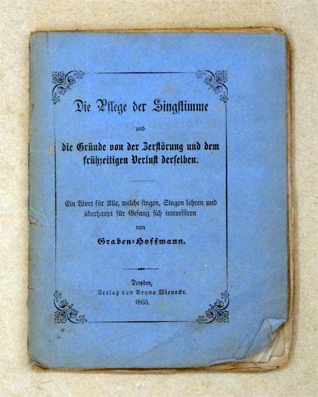 Die Pflege der Singstimme
und
die Gründe von der Zerstörung und dem
frühzeitigen Verlust derselben.
Ein Wort für Alle, welche singen, Singen lehren und
überhaupt für Gesang sich interessiren
von
Graben-Hoffmann.
Dresden,
Verlag von Bruno Wienecke.
1865.